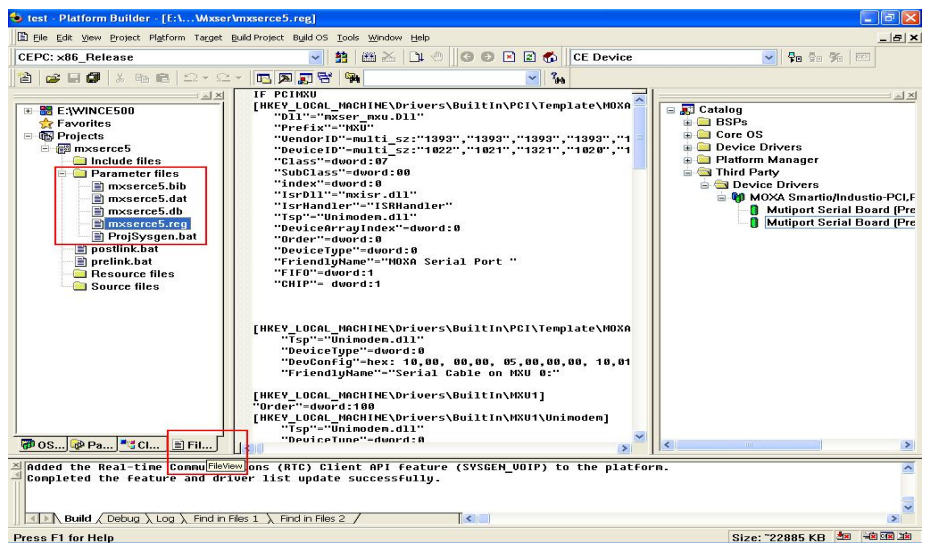 test - Platform Builder - [E:\...\Mxser\mxserce5.reg]
File Edit View Project Platform Target Build Project Build OS Tools Window Help
CEPC: x86_Release
CE Device
E:\WINCE500
Favorites
Projects
mxserce5
Include files
Parameter files
mxserce5.bib
mxserce5.dat
mxserce5.db
mxserce5.reg
ProjSysgen.bat
postlink.bat
prelink.bat
Resource files
Source files
OS... Pa... Cl... Fil...
FileView
IF PCIMXU
[HKEY_LOCAL_MACHINE\Drivers\BuiltIn\PCI\Template\MOXA
"Dll"="mxser_mxu.Dll"
"Prefix"="MXU"
"VendorID"=multi_sz:"1393","1393","1393","1393","1
"DeviceID"=multi_sz:"1022","1021","1321","1020","1
"Class"=dword:07
"SubClass"=dword:00
"index"=dword:0
"IsrDll"="mxisr.dll"
"IsrHandler"="ISRHandler"
"Tsp"="Unimodem.dll"
"DeviceArrayIndex"=dword:0
"Order"=dword:0
"DeviceType"=dword:0
"FriendlyName"="MOXA Serial Port "
"FIFO"=dword:1
"CHIP"= dword:1
[HKEY_LOCAL_MACHINE\Drivers\BuiltIn\PCI\Template\MOXA
"Tsp"="Unimodem.dll"
"DeviceType"=dword:0
"DevConfig"=hex: 10,00, 00,00, 05,00,00,00, 10,01
"FriendlyName"="Serial Cable on MXU 0:"
[HKEY_LOCAL_MACHINE\Drivers\BuiltIn\MXU1]
"Order"=dword:100
[HKEY_LOCAL_MACHINE\Drivers\BuiltIn\MXU1\Unimodem]
"Tsp"="Unimodem.dll"
"DeviceType"=dword:0
Catalog
BSPs
Core OS
Device Drivers
Platform Manager
Third Party
Device Drivers
MOXA Smartio/Industio-PCI,F
Mutiport Serial Board (Pre
Mutiport Serial Board (Pre
Added the Real-time Commu ons (RTC) Client API feature (SYSGEN_VOIP) to the platform.
Completed the feature and driver list update successfully.
Build Debug Log Find in Files 1 Find in Files 2
Press F1 for Help
Size: ~22885 KB